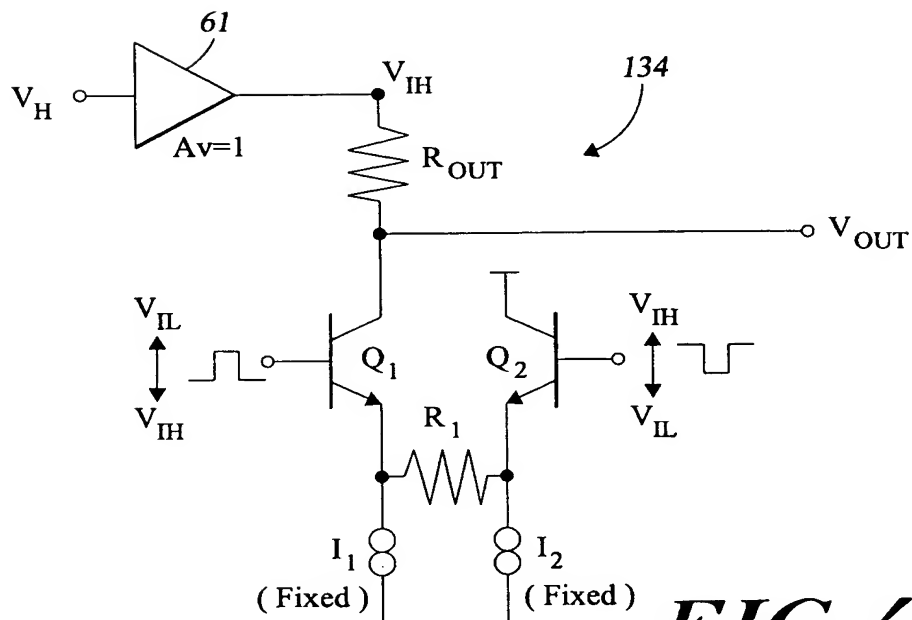 61
V_H
Av=1
V_IH
134
R_OUT
V_OUT
V_IL
V_IH
Q_1
Q_2
V_IH
V_IL
R_1
I_1
( Fixed )
I_2
( Fixed )